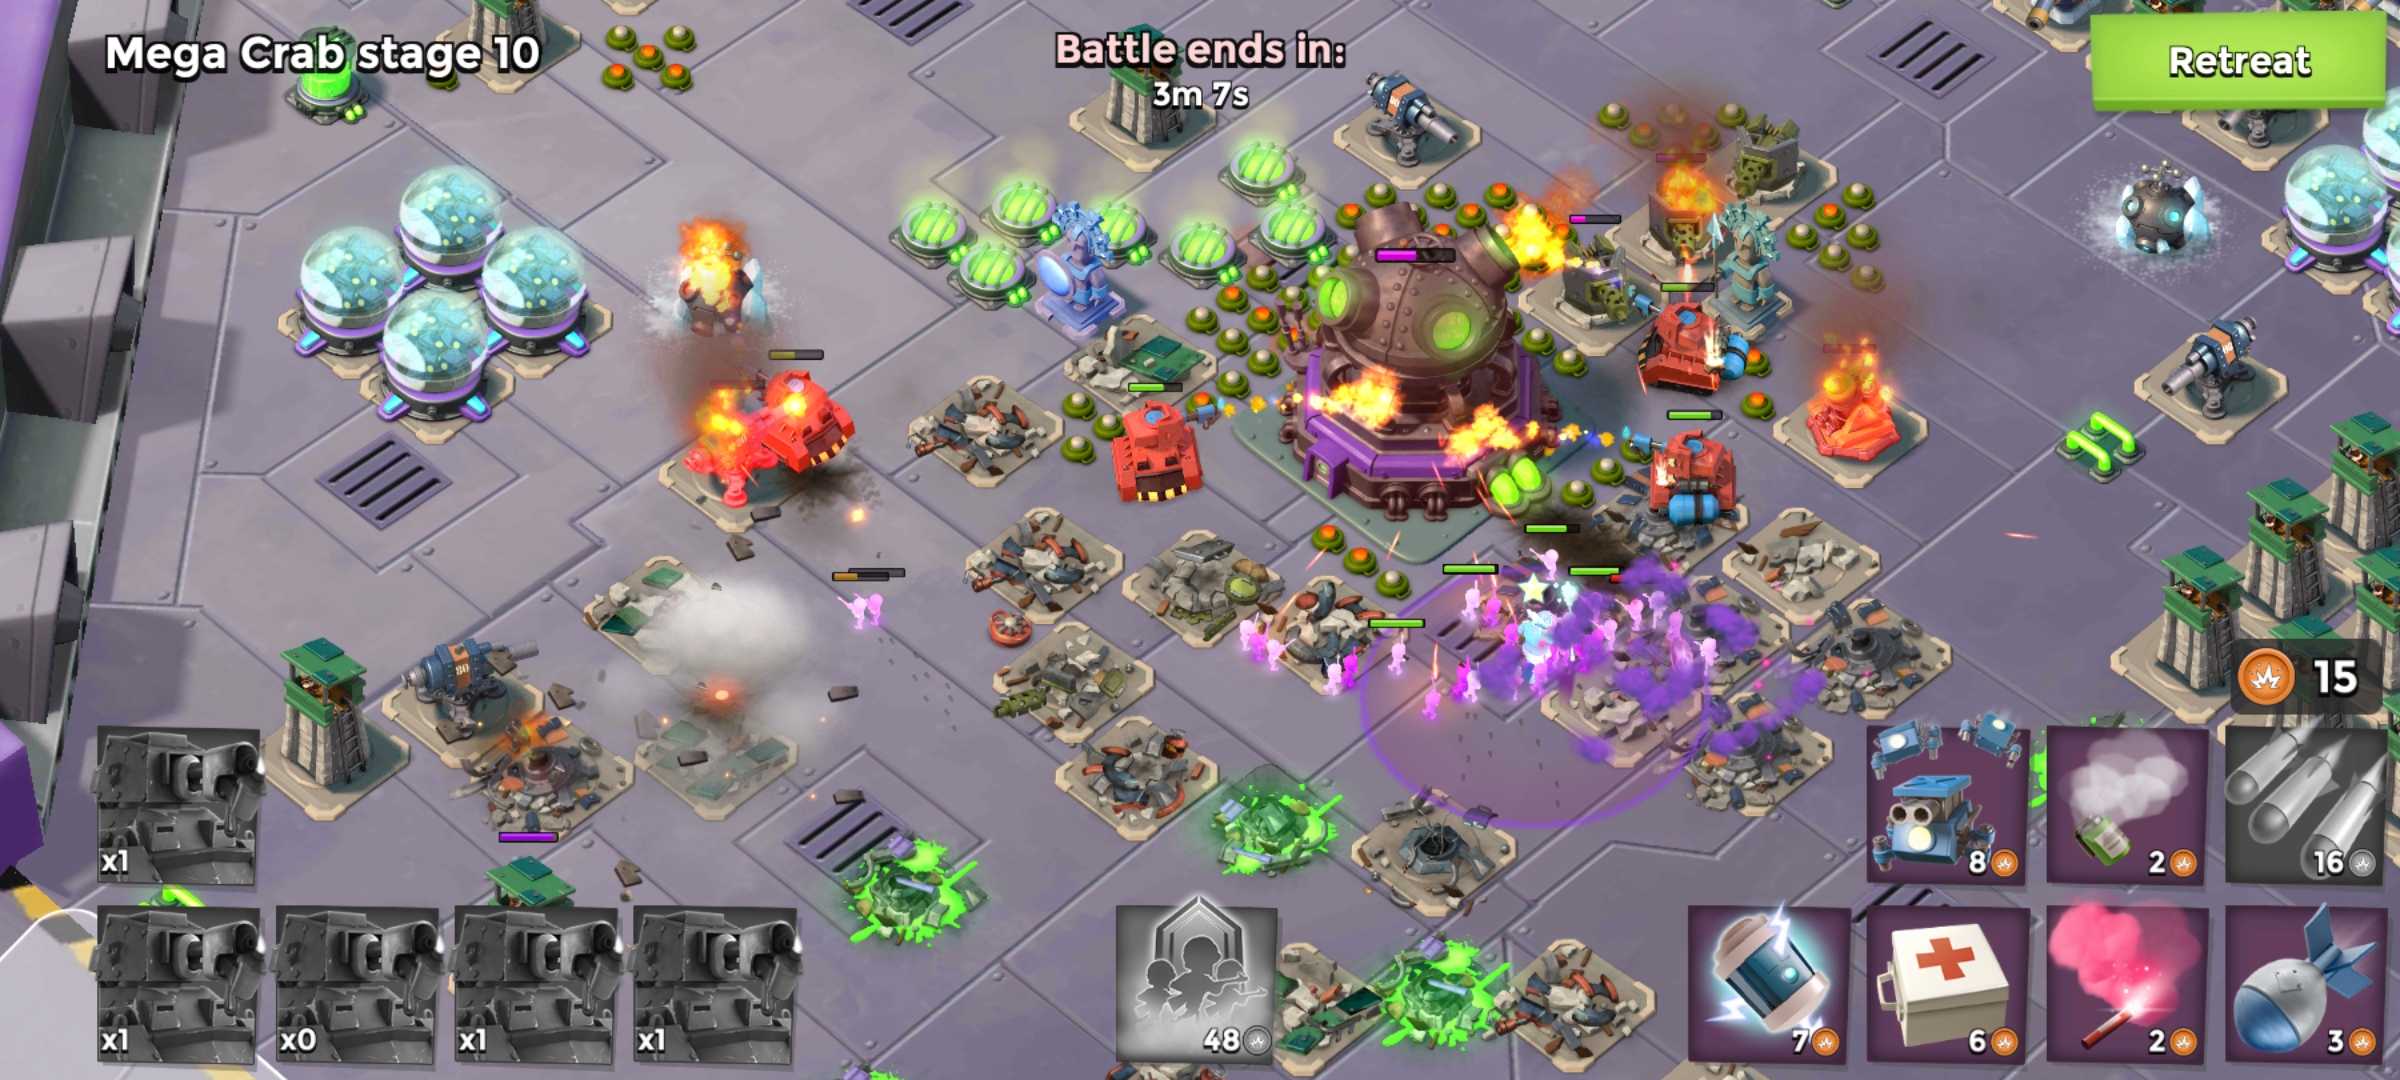 Mega Crab stage 10
Battle ends in:
3m 7s
Retreat
15
x1
8
2
16
x1
x0
x1
x1
48
7
6
2
3